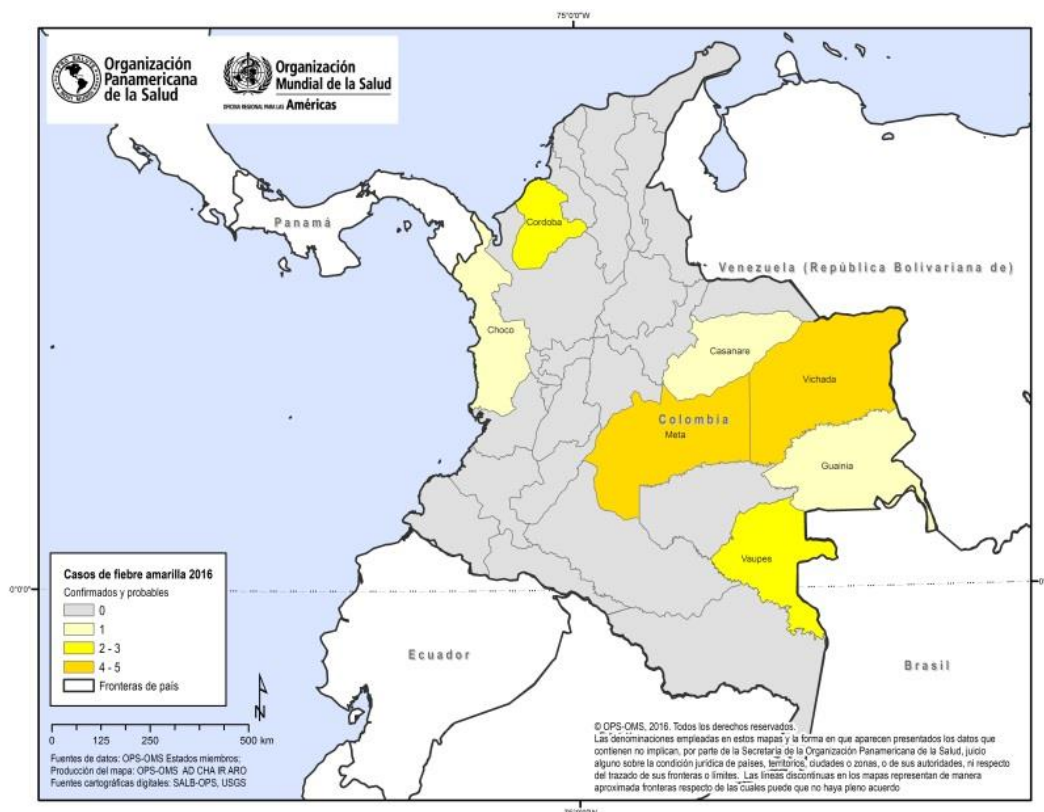 75°0'0"W
Organización
Panamericana
de la Salud
Organización
Mundial de la Salud
OFICINA REGIONAL PARA LAS Américas
Panamá
Cordoba
Venezuela (República Bolivariana de)
Choco
Casanare
Vichada
Colombia
Meta
Guainia
Vaupes
Casos de fiebre amarilla 2016
Confirmados y probables
0
1
2 - 3
4 - 5
Fronteras de país
0°0'0"
Ecuador
Brasil
N
0 125 250 500 km
Fuentes de datos: OPS-OMS Estados miembros;
Producción del mapa: OPS-OMS AD CHA IR ARO
Fuentes cartográficas digitales: SALB-OPS, USGS
© OPS-OMS, 2016. Todos los derechos reservados.
Las denominaciones empleadas en estos mapas y la forma en que aparecen presentados los datos que
contienen no implican, por parte de la Secretaría de la Organización Panamericana de la Salud, juicio
alguno sobre la condición jurídica de países, territorios, ciudades o zonas, o de sus autoridades, ni respecto
del trazado de sus fronteras o límites. Las líneas discontinuas en los mapas representan de manera
aproximada fronteras respecto de las cuales puede que no haya pleno acuerdo